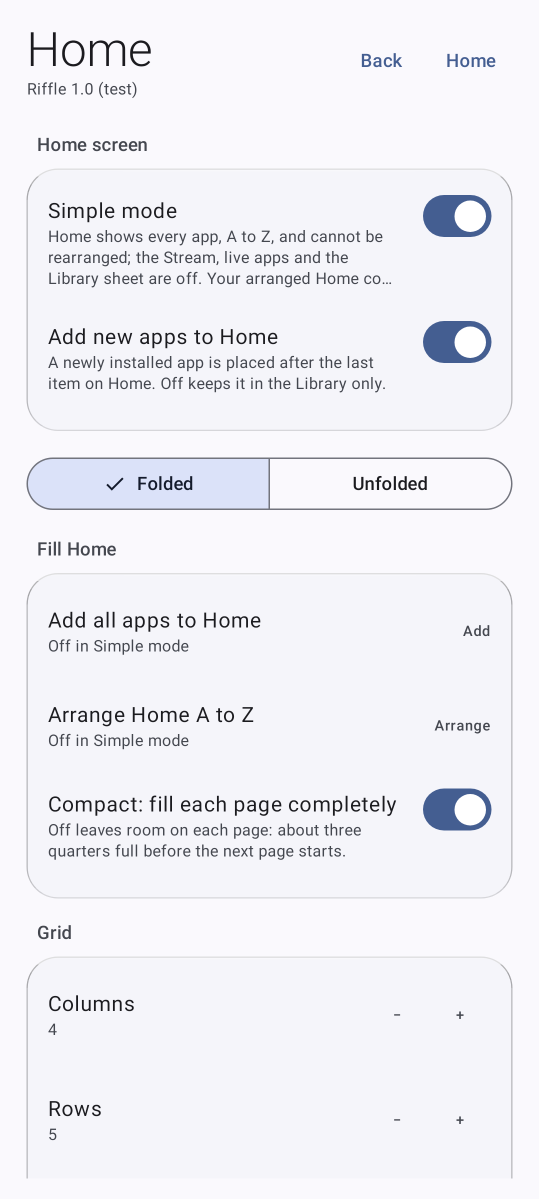 Home
Riffle 1.0 (test)
Back
Home
Home screen
Simple mode
Home shows every app, A to Z, and cannot be
rearranged; the Stream, live apps and the
Library sheet are off. Your arranged Home co…
Add new apps to Home
A newly installed app is placed after the last
item on Home. Off keeps it in the Library only.
Folded
Unfolded
Fill Home
Add all apps to Home
Off in Simple mode
Add
Arrange Home A to Z
Off in Simple mode
Arrange
Compact: fill each page completely
Off leaves room on each page: about three
quarters full before the next page starts.
Grid
Columns
4
− +
Rows
5
− +